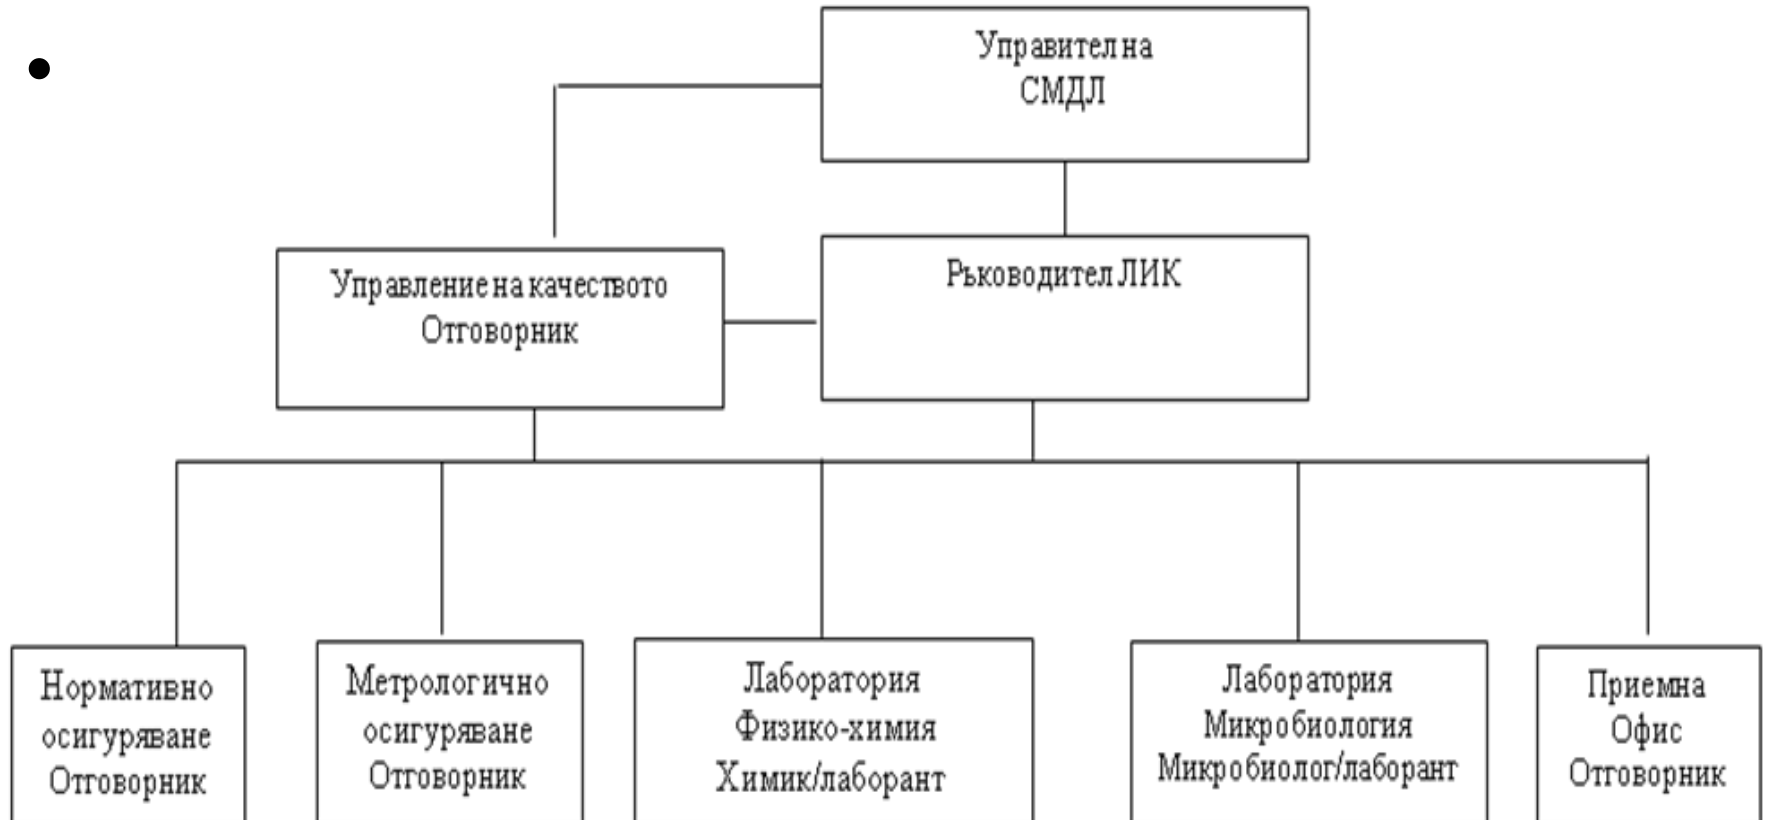 Управител на
СМДЛ
Управление на качеството
Отговорник
Ръководител ЛИК
Нормативно
осигуряване
Отговорник
Метрологично
осигуряване
Отговорник
Лаборатория
Физико-химия
Химик/лаборант
Лаборатория
Микробиология
Микробиолог/лаборант
Приемна
Офис
Отговорник